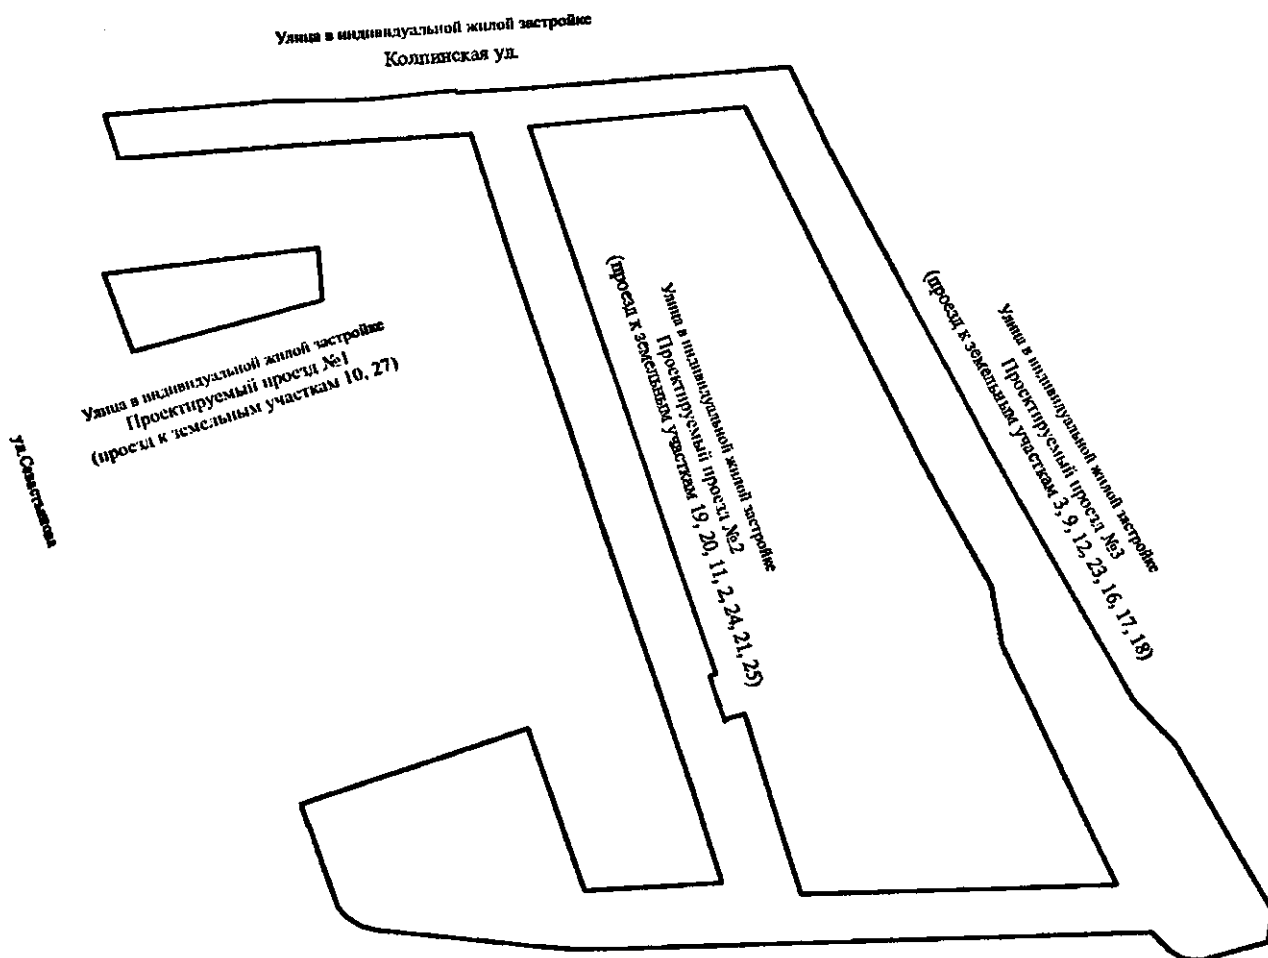 Улица в индивидуальной жилой застройке
Колпинская ул.
Улица в индивидуальной жилой застройке
Проектируемый проезд №1
(проезд к земельным участкам 10, 27)
ул.Севастьянова
Улица в индивидуальной жилой застройке
Проектируемый проезд №2
(проезд к земельным участкам 19, 20, 11, 2, 24, 21, 25)
Улица в индивидуальной жилой застройке
Проектируемый проезд №3
(проезд к земельным участкам 3, 9, 12, 23, 16, 17, 18)